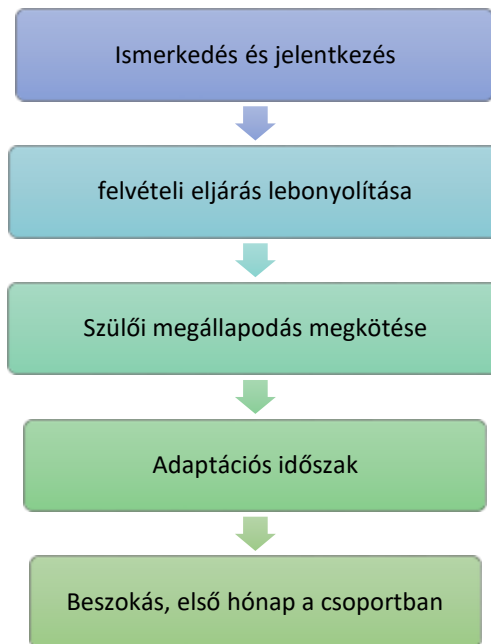 Ismerkedés és jelentkezés
felvételi eljárás lebonyolítása
Szülői megállapodás megkötése
Adaptációs időszak
Beszokás, első hónap a csoportban